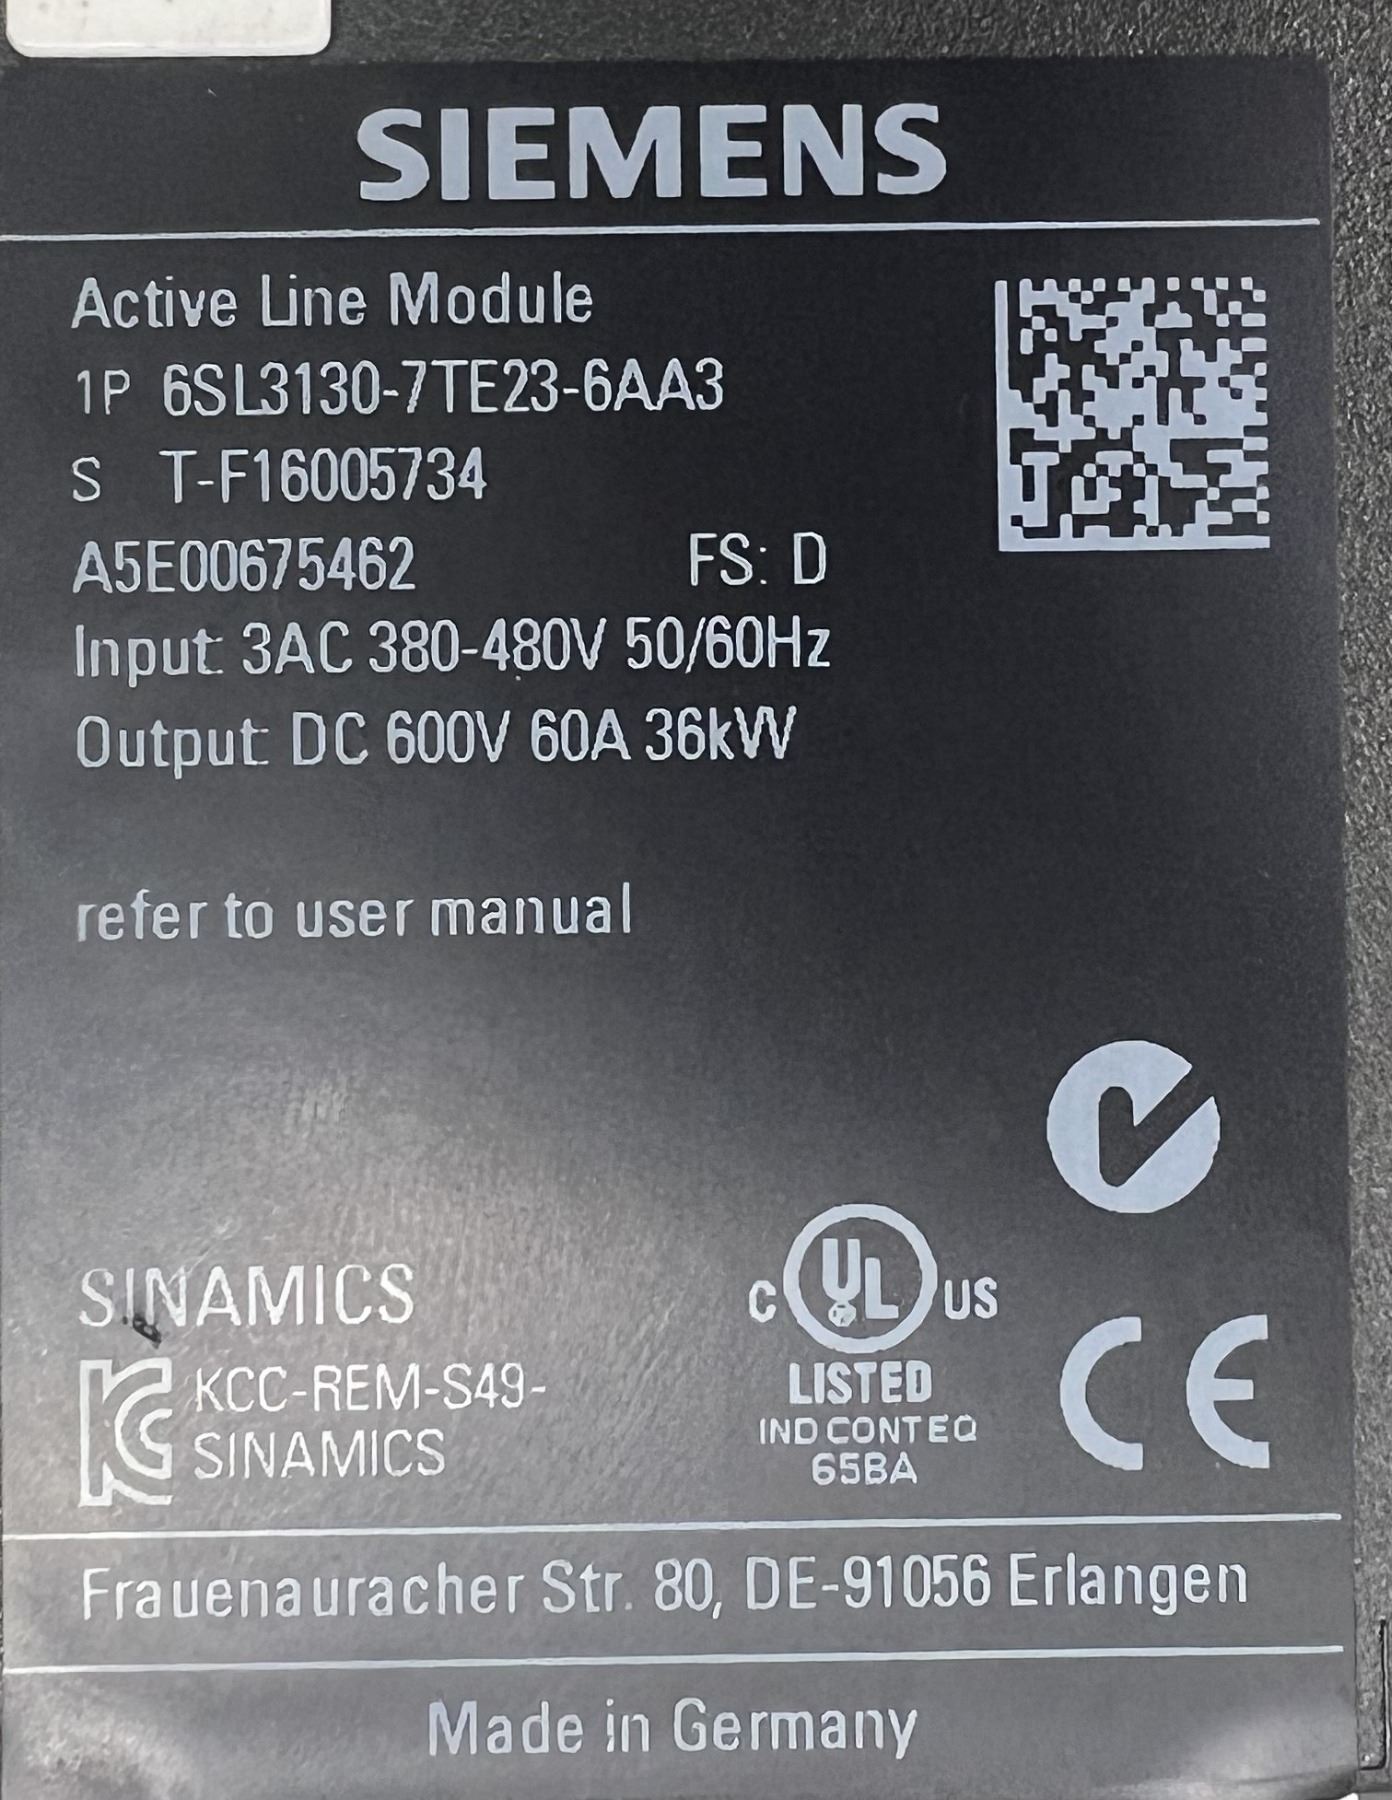 SIEMENS
Active Line Module
1P 6SL3130-7TE23-6AA3
S T-F16005734
A5E00675462 FS: D
Input: 3AC 380-480V 50/60Hz
Output: DC 600V 60A 36kW
refer to user manual
SINAMICS
C UL US
LISTED
IND CONT EQ
65BA
CE
KCC-REM-S49-
SINAMICS
Frauenauracher Str. 80, DE-91056 Erlangen
Made in Germany